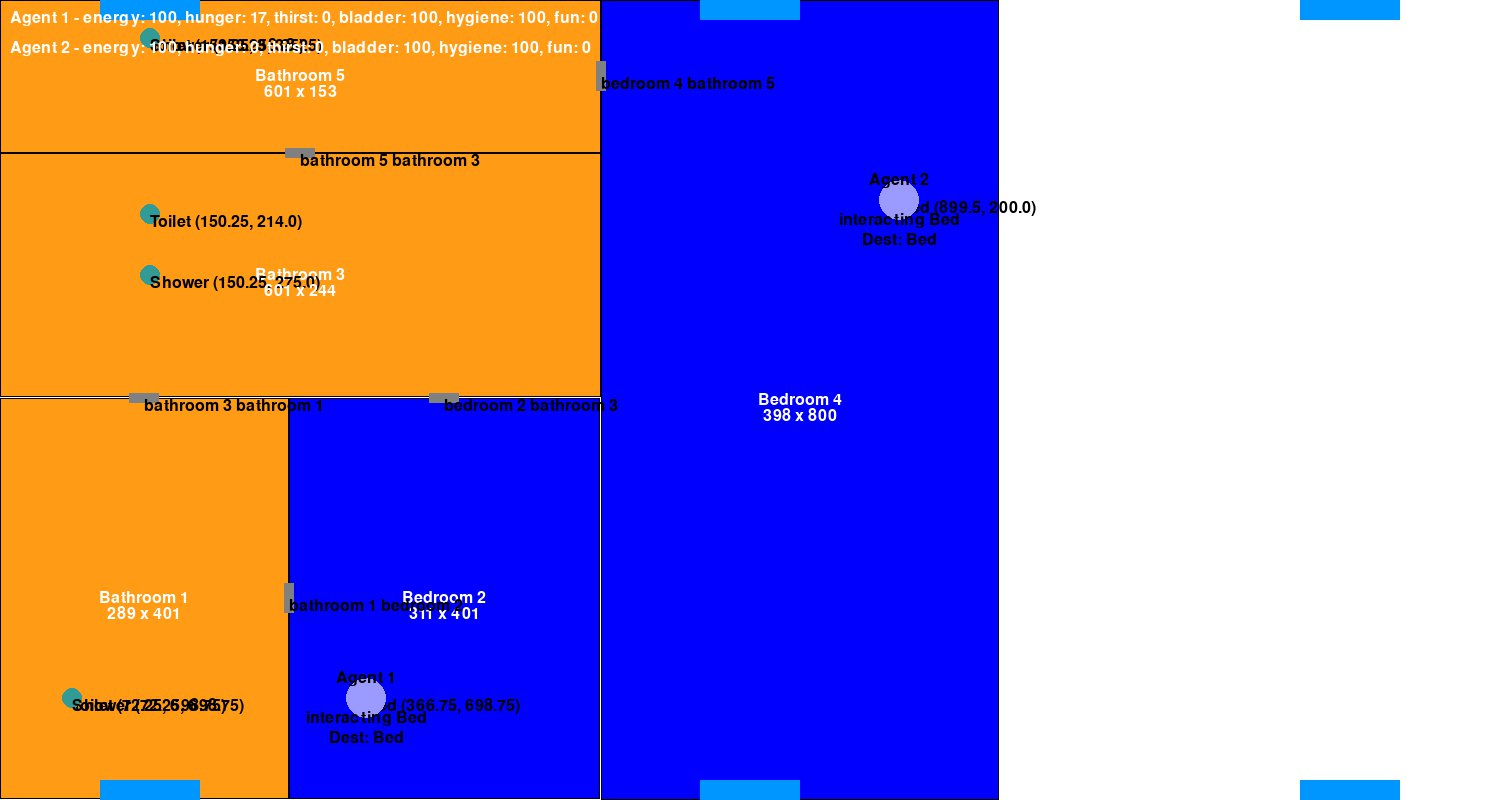 Agent 1 - energy: 100, hunger: 17, thirst: 0, bladder: 100, hygiene: 100, fun: 0
Agent 2 - energy: 100, hunger: 0, thirst: 0, bladder: 100, hygiene: 100, fun: 0
Bathroom 5
601 x 153
bedroom 4 bathroom 5
bathroom 5 bathroom 3
Agent 2
(899.5, 200.0)
interacting Bed
Dest: Bed
Toilet (150.25, 214.0)
Bathroom 3
601 x 244
Shower (150.25, 275.0)
bathroom 3 bathroom 1
bedroom 2 bathroom 3
Bedroom 4
398 x 800
Bathroom 1
289 x 401
bathroom 1 bedroom 2
Bedroom 2
311 x 401
Agent 1
(366.75, 698.75)
interacting Bed
Dest: Bed